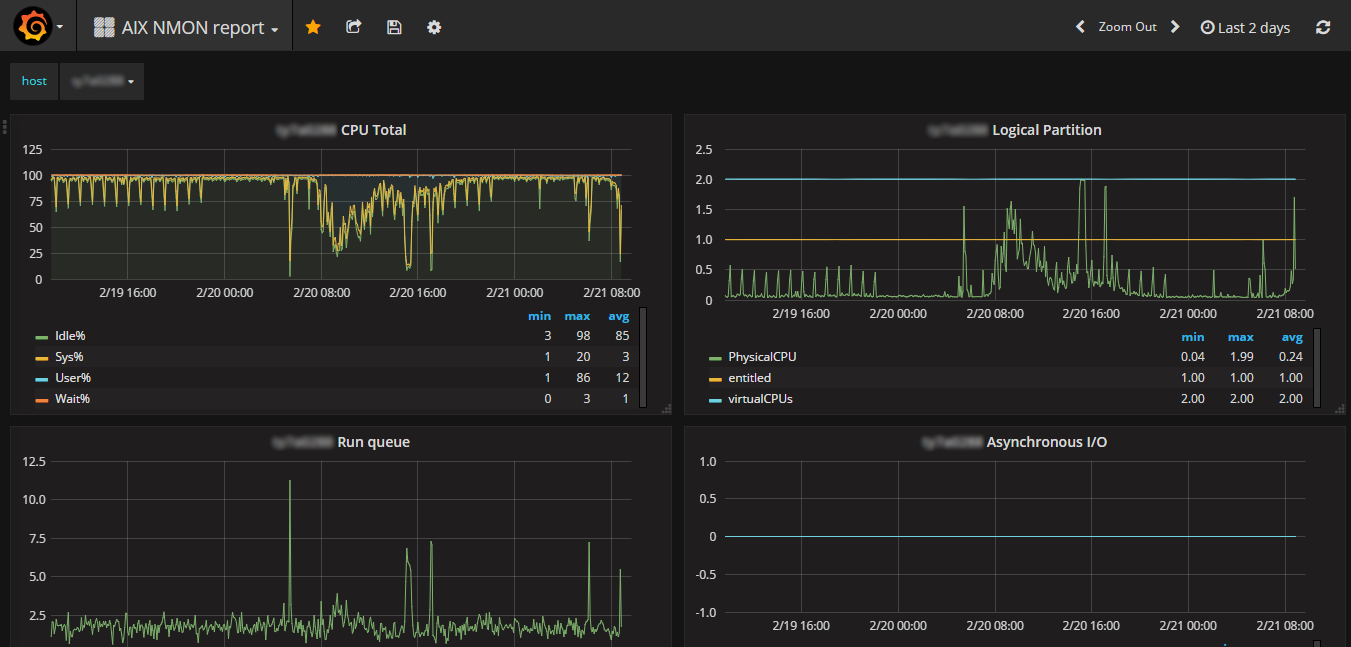 AIX NMON report
Zoom Out
Last 2 days
host
CPU Total
125
100
75
50
25
0
2/19 16:00 2/20 00:00 2/20 08:00 2/20 16:00 2/21 00:00 2/21 08:00
min max avg
Idle% 3 98 85
Sys% 1 20 3
User% 1 86 12
Wait% 0 3 1
Logical Partition
2.5
2.0
1.5
1.0
0.5
0
2/19 16:00 2/20 00:00 2/20 08:00 2/20 16:00 2/21 00:00 2/21 08:00
min max avg
PhysicalCPU 0.04 1.99 0.24
entitled 1.00 1.00 1.00
virtualCPUs 2.00 2.00 2.00
Run queue
12.5
10.0
7.5
5.0
2.5
Asynchronous I/O
1.0
0.5
0
-0.5
-1.0
2/19 16:00 2/20 00:00 2/20 08:00 2/20 16:00 2/21 00:00 2/21 08:00